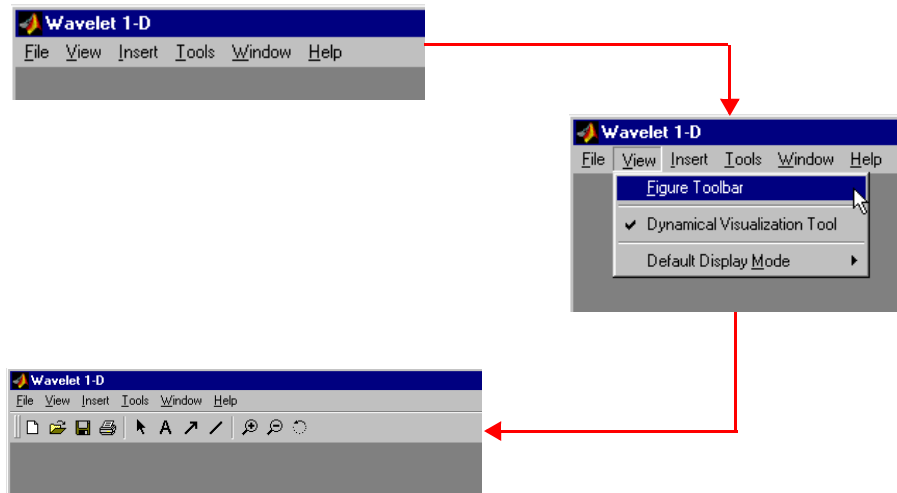 Wavelet 1-D
File View Insert Tools Window Help
Wavelet 1-D
File View Insert Tools Window Help
Figure Toolbar
Dynamical Visualization Tool
Default Display Mode
Wavelet 1-D
File View Insert Tools Window Help
A